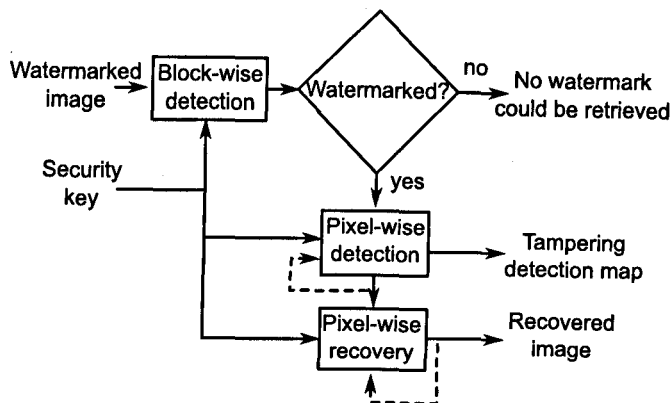 Watermarked
image
Block-wise
detection
Watermarked?
no
No watermark
could be retrieved
Security
key
yes
Pixel-wise
detection
Tampering
detection map
Pixel-wise
recovery
Recovered
image